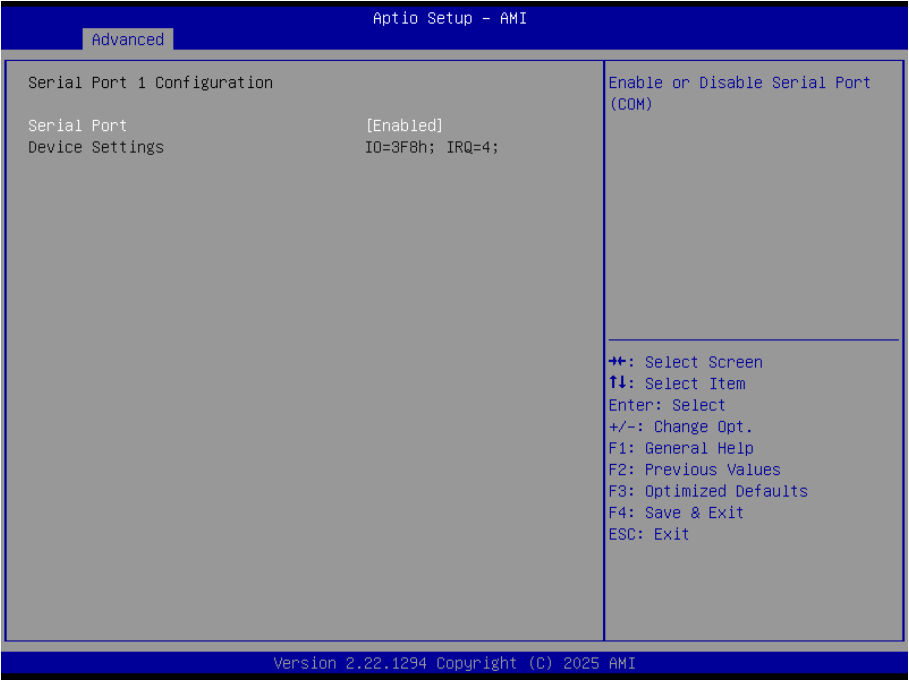 Aptio Setup – AMI
Advanced
Serial Port 1 Configuration
Serial Port [Enabled]
Device Settings IO=3F8h; IRQ=4;
Enable or Disable Serial Port
(COM)
→←: Select Screen
↑↓: Select Item
Enter: Select
+/-: Change Opt.
F1: General Help
F2: Previous Values
F3: Optimized Defaults
F4: Save & Exit
ESC: Exit
Version 2.22.1294 Copyright (C) 2025 AMI